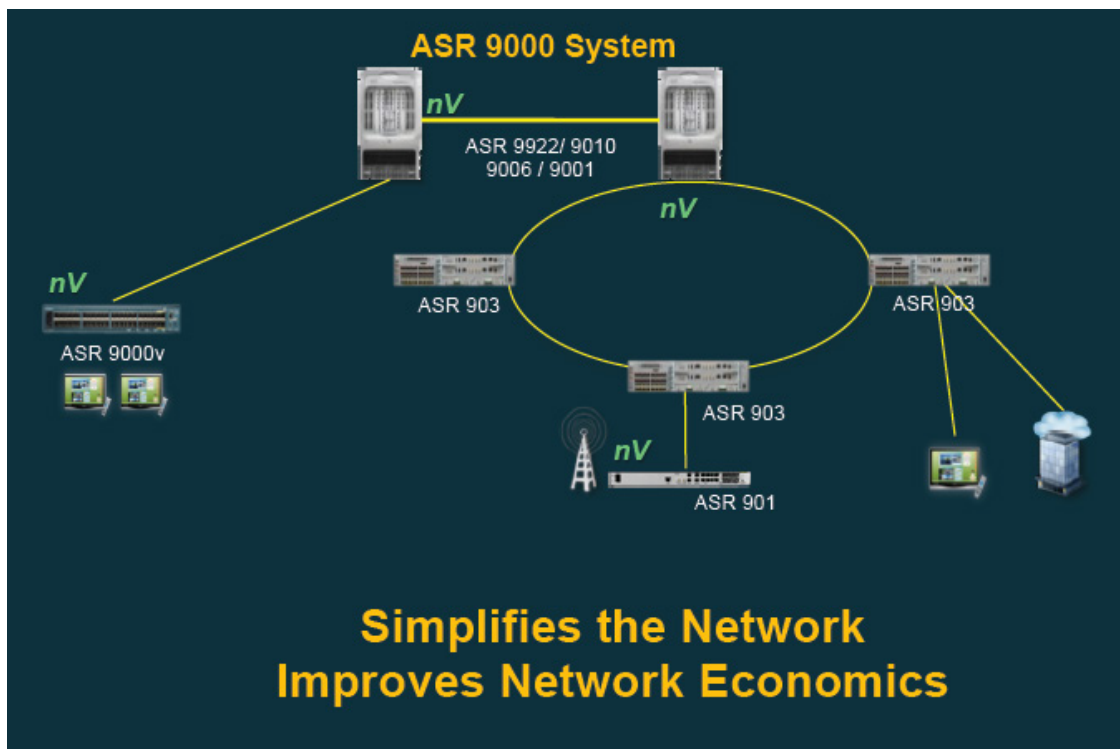 ASR 9000 System
nV
ASR 9922/ 9010
9006 / 9001
nV
nV
ASR 903
ASR 903
ASR 9000v
ASR 903
nV
ASR 901
Simplifies the Network
Improves Network Economics